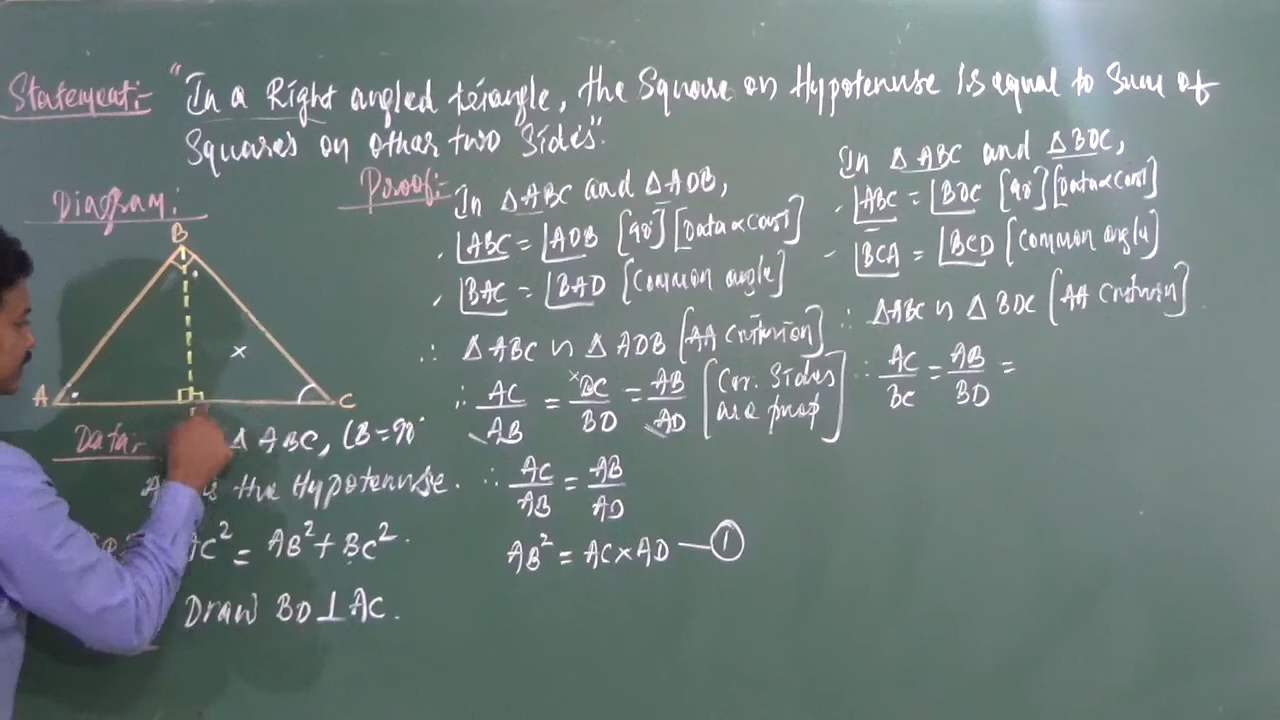 Statement:- "In a Right angled triangle, the Square on Hypotenuse is equal to Sum of
Squares on other two Sides".
Diagram:
B
A
C
x
Data:- Δ ABC, ∠B = 90°
is the Hypotenuse.
AC² = AB² + BC².
Draw BD ⊥ AC.
Proof:- In Δ ABC and Δ ADB,
∠ABC = ∠ADB [90°] [Data & Const]
∠BAC = ∠BAD [Common angle]
∴ Δ ABC ~ Δ ADB [AA Criterion]
∴ AC/AB = BC/BD = AB/AD [Cor. Sides are prop]
∴ AC/AB = AB/AD
AB² = AC × AD — ①
In Δ ABC and Δ BDC,
∠ABC = ∠BDC [90°] [Data & Const]
∠BCA = ∠BCD [Common angle]
∴ Δ ABC ~ Δ BDC [AA Criterion]
∴ AC/BC = AB/BD =